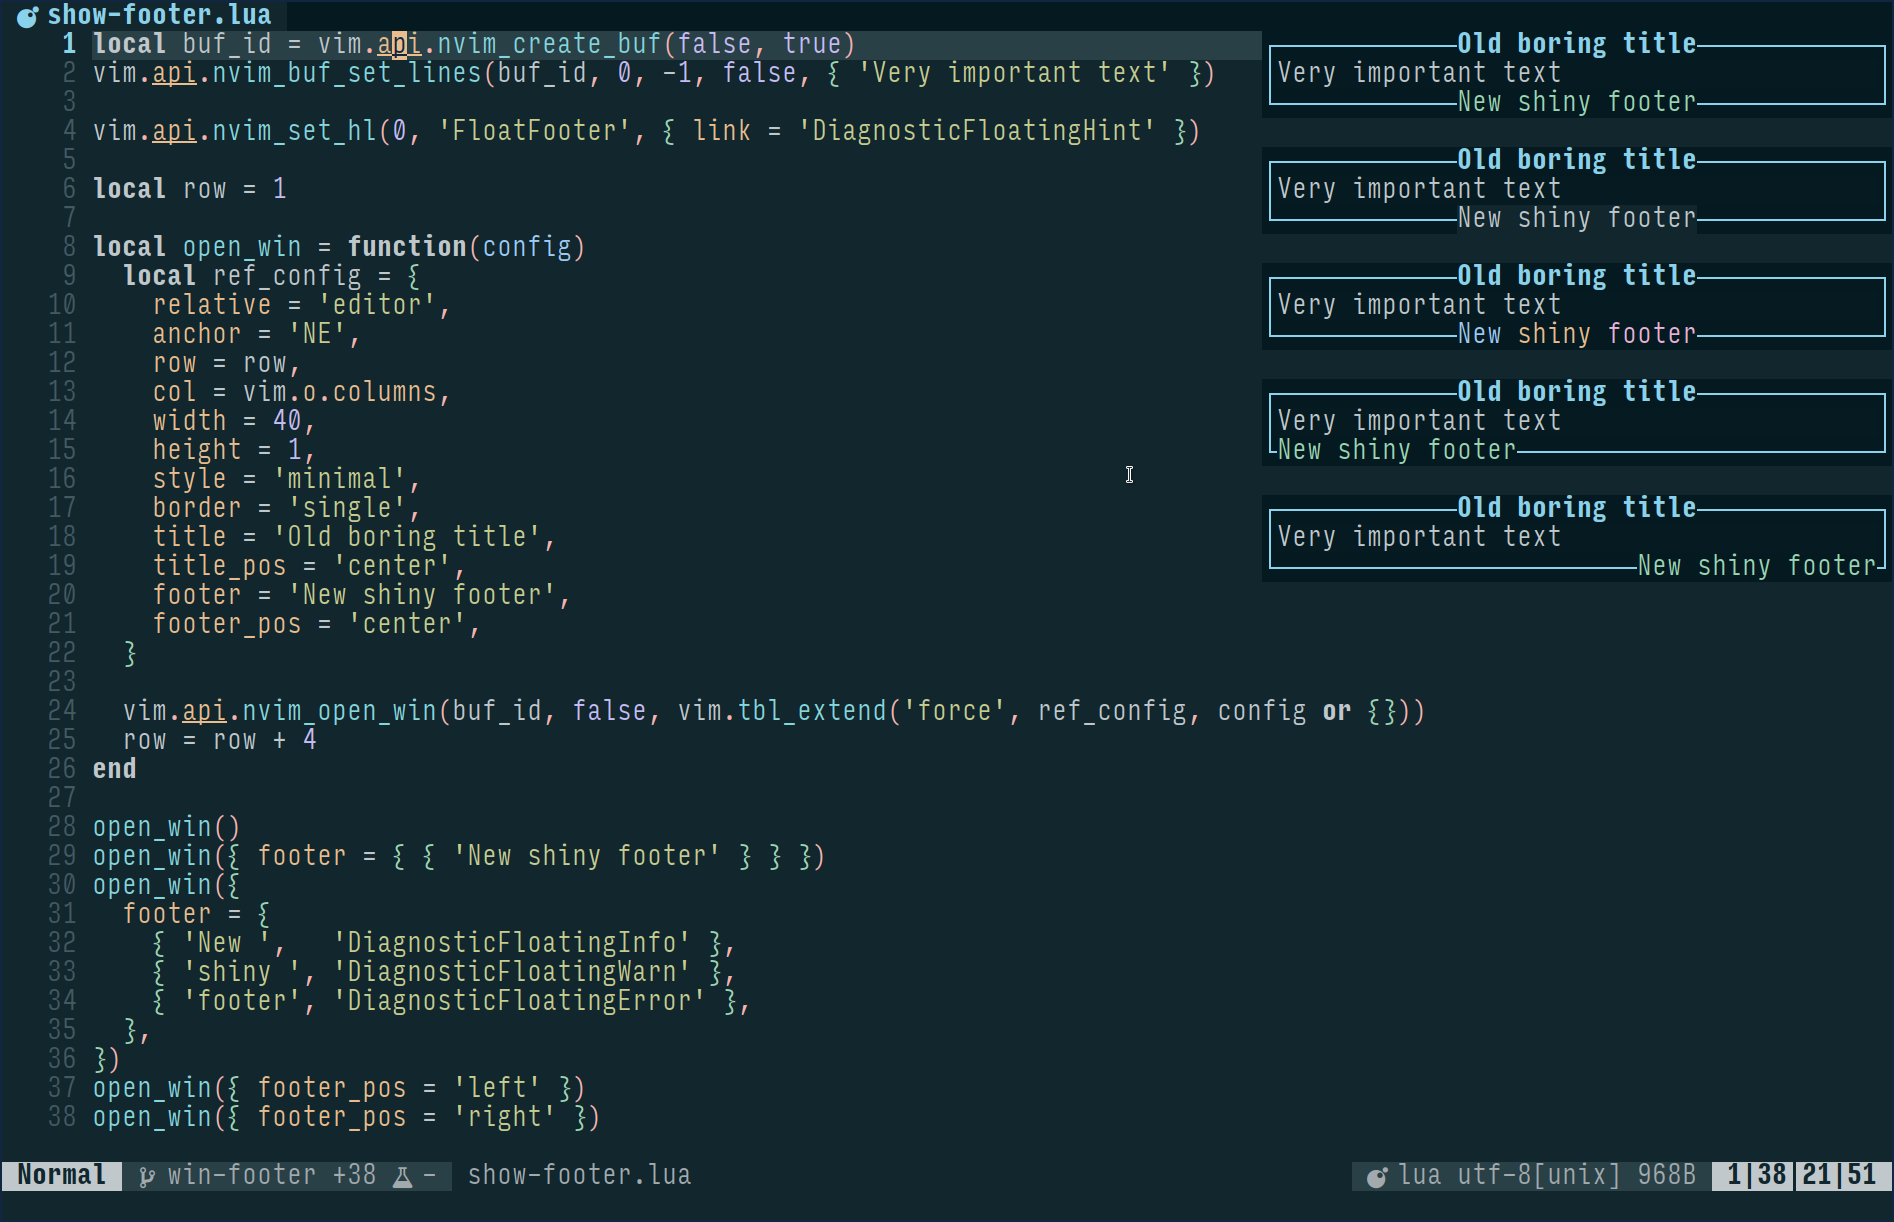 show-footer.lua
1 local buf_id = vim.api.nvim_create_buf(false, true)
2 vim.api.nvim_buf_set_lines(buf_id, 0, -1, false, { 'Very important text' })
3
4 vim.api.nvim_set_hl(0, 'FloatFooter', { link = 'DiagnosticFloatingHint' })
5
6 local row = 1
7
8 local open_win = function(config)
9   local ref_config = {
10     relative = 'editor',
11     anchor = 'NE',
12     row = row,
13     col = vim.o.columns,
14     width = 40,
15     height = 1,
16     style = 'minimal',
17     border = 'single',
18     title = 'Old boring title',
19     title_pos = 'center',
20     footer = 'New shiny footer',
21     footer_pos = 'center',
22   }
23
24   vim.api.nvim_open_win(buf_id, false, vim.tbl_extend('force', ref_config, config or {}))
25   row = row + 4
26 end
27
28 open_win()
29 open_win({ footer = { { 'New shiny footer' } } })
30 open_win({
31   footer = {
32     { 'New ',   'DiagnosticFloatingInfo' },
33     { 'shiny ', 'DiagnosticFloatingWarn' },
34     { 'footer', 'DiagnosticFloatingError' },
35   },
36 })
37 open_win({ footer_pos = 'left' })
38 open_win({ footer_pos = 'right' })
Old boring title
Very important text
New shiny footer
Old boring title
Very important text
New shiny footer
Old boring title
Very important text
New shiny footer
Old boring title
Very important text
New shiny footer
Old boring title
Very important text
New shiny footer
Normal win-footer +38 - show-footer.lua lua utf-8[unix] 968B 1|38 21|51